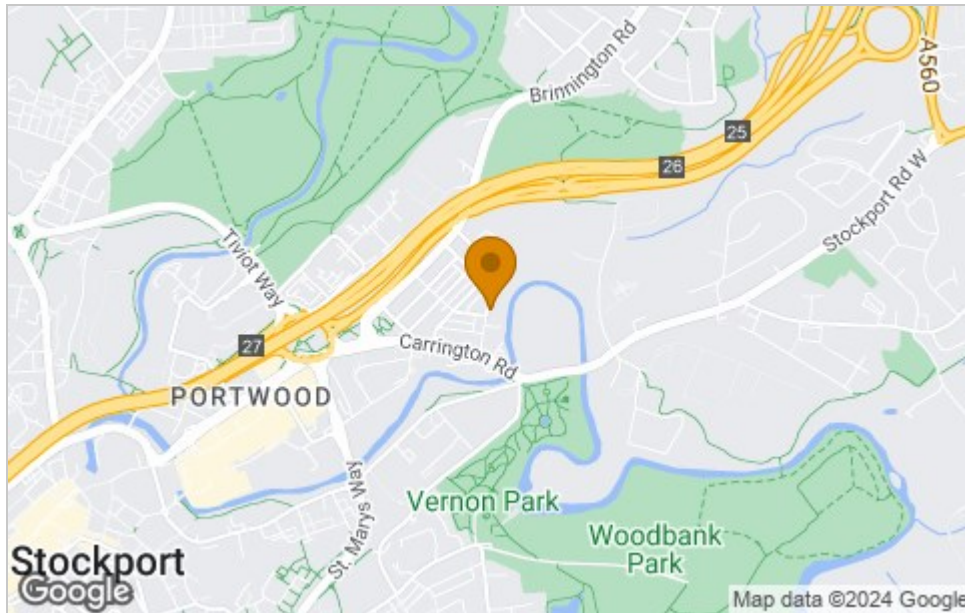 Brinnington Rd
A560
25
26
Stockport Rd W
Tiviot Way
27
Carrington Rd
PORTWOOD
St. Marys Way
Vernon Park
Woodbank
Park
Stockport
Google
Map data ©2024 Google